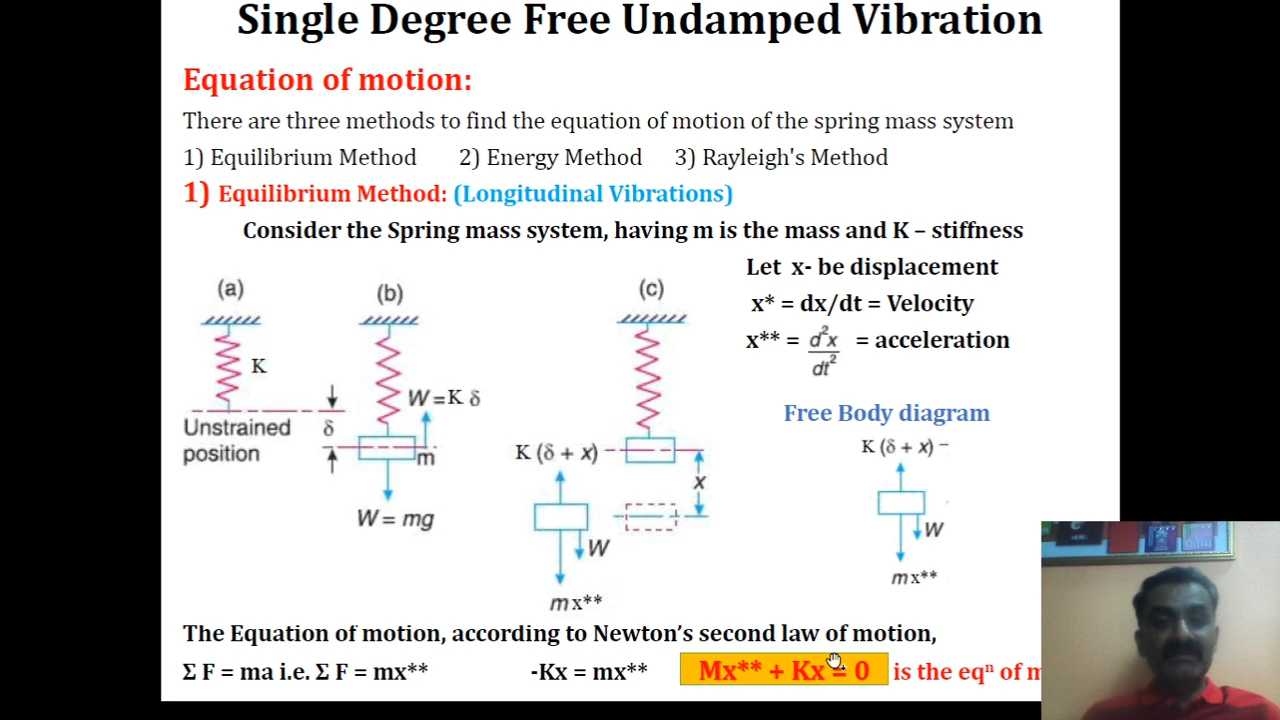 Single Degree Free Undamped Vibration
Equation of motion:
There are three methods to find the equation of motion of the spring mass system
1) Equilibrium Method 2) Energy Method 3) Rayleigh's Method
1) Equilibrium Method: (Longitudinal Vibrations)
Consider the Spring mass system, having m is the mass and K – stiffness
Let x- be displacement
x* = dx/dt = Velocity
x** = d²x/dt² = acceleration
(a)
K
Unstrained
position
δ
(b)
W = K δ
m
W = mg
(c)
K (δ + x)
x
W
m x**
Free Body diagram
K (δ + x)
W
m x**
The Equation of motion, according to Newton's second law of motion,
Σ F = ma i.e. Σ F = mx** -Kx = mx** Mx** + Kx = 0 is the eqⁿ of